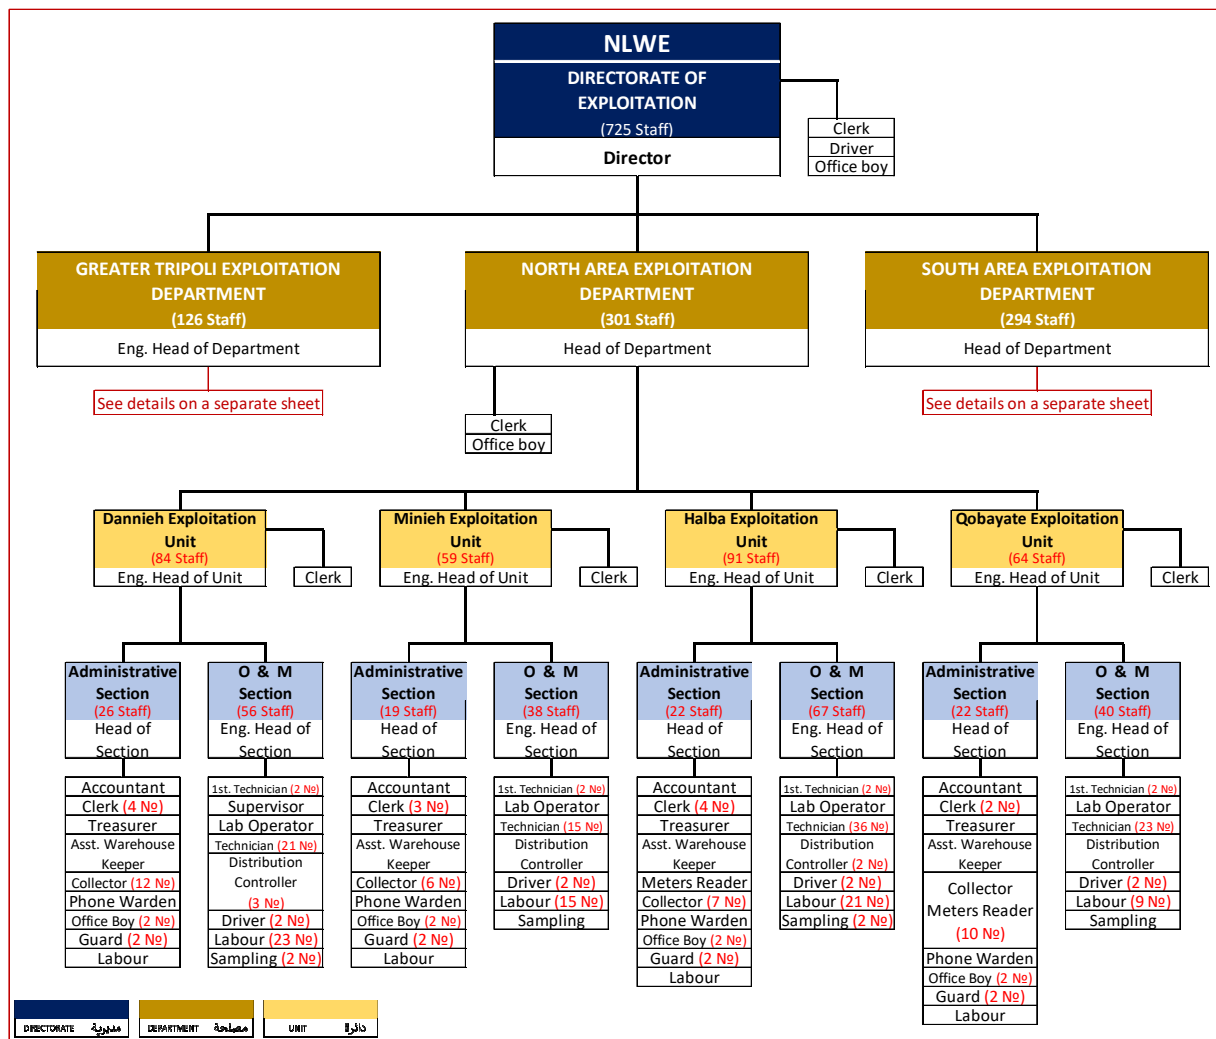 NLWE
DIRECTORATE OF
EXPLOITATION
(725 Staff)
Director
Clerk
Driver
Office boy
GREATER TRIPOLI EXPLOITATION
DEPARTMENT
(126 Staff)
Eng. Head of Department
See details on a separate sheet
NORTH AREA EXPLOITATION
DEPARTMENT
(301 Staff)
Head of Department
Clerk
Office boy
SOUTH AREA EXPLOITATION
DEPARTMENT
(294 Staff)
Head of Department
See details on a separate sheet
Dannieh Exploitation
Unit
(84 Staff)
Eng. Head of Unit
Clerk
Minieh Exploitation
Unit
(59 Staff)
Eng. Head of Unit
Clerk
Halba Exploitation
Unit
(91 Staff)
Eng. Head of Unit
Clerk
Qobayate Exploitation
Unit
(64 Staff)
Eng. Head of Unit
Clerk
Administrative
Section
(26 Staff)
Head of
Section
Accountant
Clerk (4 №)
Treasurer
Asst. Warehouse
Keeper
Collector (12 №)
Phone Warden
Office Boy (2 №)
Guard (2 №)
Labour
O & M
Section
(56 Staff)
Eng. Head of
Section
1st. Technician (2 №)
Supervisor
Lab Operator
Technician (21 №)
Distribution
Controller
(3 №)
Driver (2 №)
Labour (23 №)
Sampling (2 №)
Administrative
Section
(19 Staff)
Head of
Section
Accountant
Clerk (3 №)
Treasurer
Asst. Warehouse
Keeper
Collector (6 №)
Phone Warden
Office Boy (2 №)
Guard (2 №)
Labour
O & M
Section
(38 Staff)
Eng. Head of
Section
1st. Technician (2 №)
Lab Operator
Technician (15 №)
Distribution
Controller
Driver (2 №)
Labour (15 №)
Sampling
Administrative
Section
(22 Staff)
Head of
Section
Accountant
Clerk (4 №)
Treasurer
Asst. Warehouse
Keeper
Meters Reader
Collector (7 №)
Phone Warden
Office Boy (2 №)
Guard (2 №)
Labour
O & M
Section
(67 Staff)
Eng. Head of
Section
1st. Technician (2 №)
Lab Operator
Technician (36 №)
Distribution
Controller (2 №)
Driver (2 №)
Labour (21 №)
Sampling (2 №)
Administrative
Section
(22 Staff)
Head of
Section
Accountant
Clerk (2 №)
Treasurer
Asst. Warehouse
Keeper
Collector
Meters Reader
(10 №)
Phone Warden
Office Boy (2 №)
Guard (2 №)
Labour
O & M
Section
(40 Staff)
Eng. Head of
Section
1st. Technician (2 №)
Lab Operator
Technician (23 №)
Distribution
Controller
Driver (2 №)
Labour (9 №)
Sampling
DIRECTORATE مديرية
DEPARTMENT مصلحة
UNIT دائرة